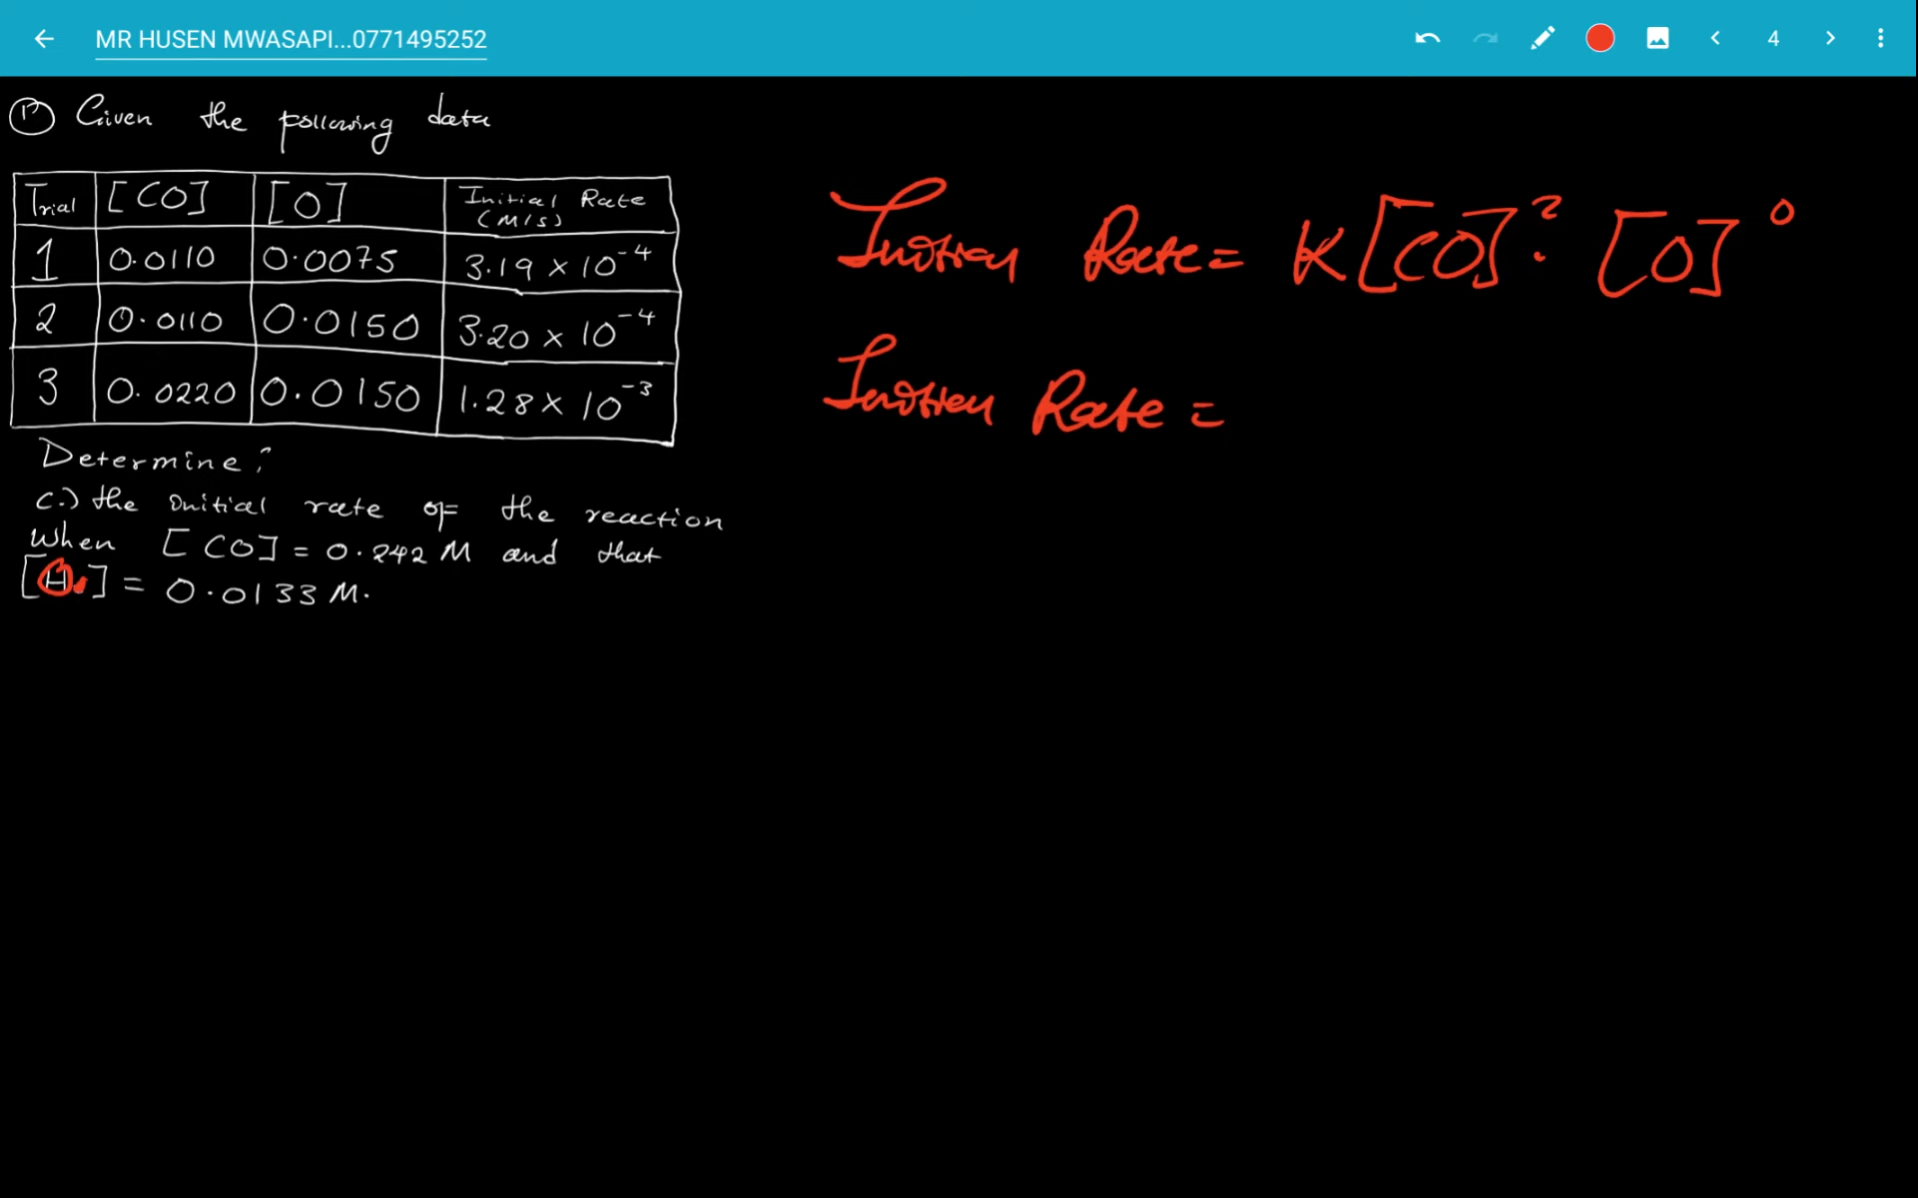 MR HUSEN MWASAPI...0771495252
4
1) Given the following data
Trial [CO] [O] Initial Rate (M/s)
1 0.0110 0.0075 3.19 × 10⁻⁴
2 0.0110 0.0150 3.20 × 10⁻⁴
3 0.0220 0.0150 1.28 × 10⁻³
Determine;
c.) the initial rate of the reaction
when [CO] = 0.242 M and that
[O] = 0.0133 M.
Rate = K[CO]² [O]⁰
Rate =